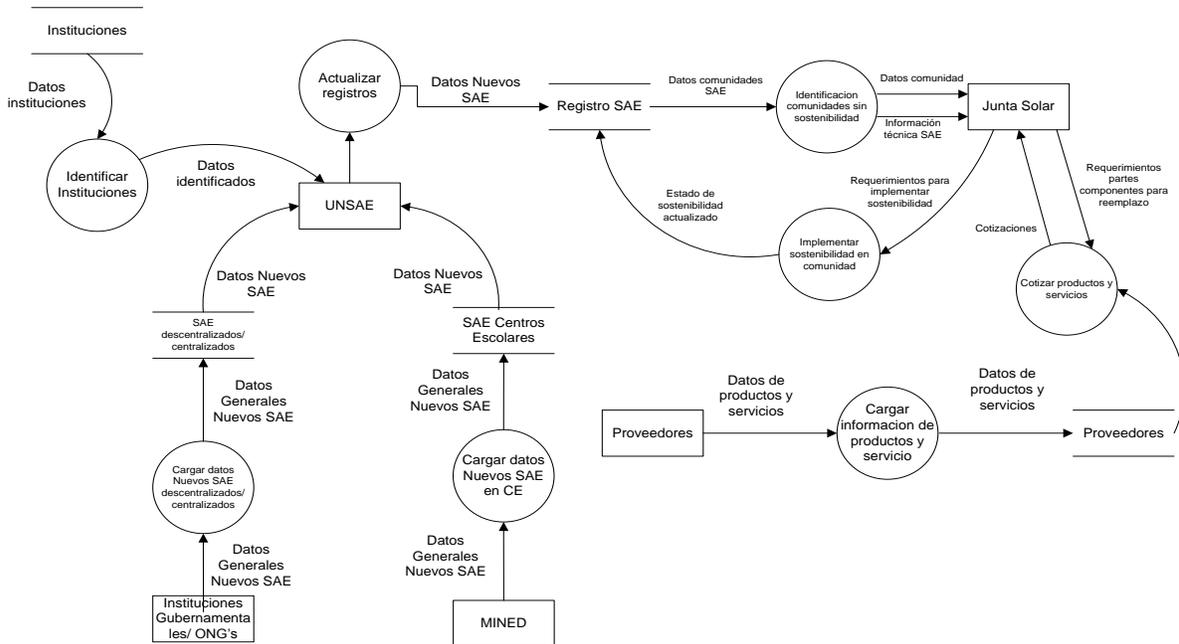 Instituciones
Datos
instituciones
Identificar
Instituciones
Datos
identificados
Actualizar
registros
Datos Nuevos
SAE
UNSAE
Registro SAE
Datos comunidades
SAE
Identificacion
comunidades sin
sostenibilidad
Datos comunidad
Información
técnica SAE
Junta Solar
Requerimientos para
implementar
sostenibilidad
Requerimientos
partes
componentes para
reemplazo
Estado de
sostenibilidad
actualizado
Implementar
sostenibilidad en
comunidad
Cotizaciones
Cotizar productos y
servicios
Datos Nuevos
SAE
Datos Nuevos
SAE
SAE
descentralizados/
centralizados
SAE Centros
Escolares
Datos
Generales
Nuevos SAE
Datos
Generales
Nuevos SAE
Cargar datos
Nuevos SAE
descentralizados/
centralizados
Cargar datos
Nuevos SAE
en CE
Datos
Generales
Nuevos SAE
Datos
Generales
Nuevos SAE
Instituciones
Gubernamenta
les/ ONG's
MINED
Proveedores
Datos de
productos y
servicios
Cargar
informacion de
productos y
servicio
Datos de
productos y
servicios
Proveedores